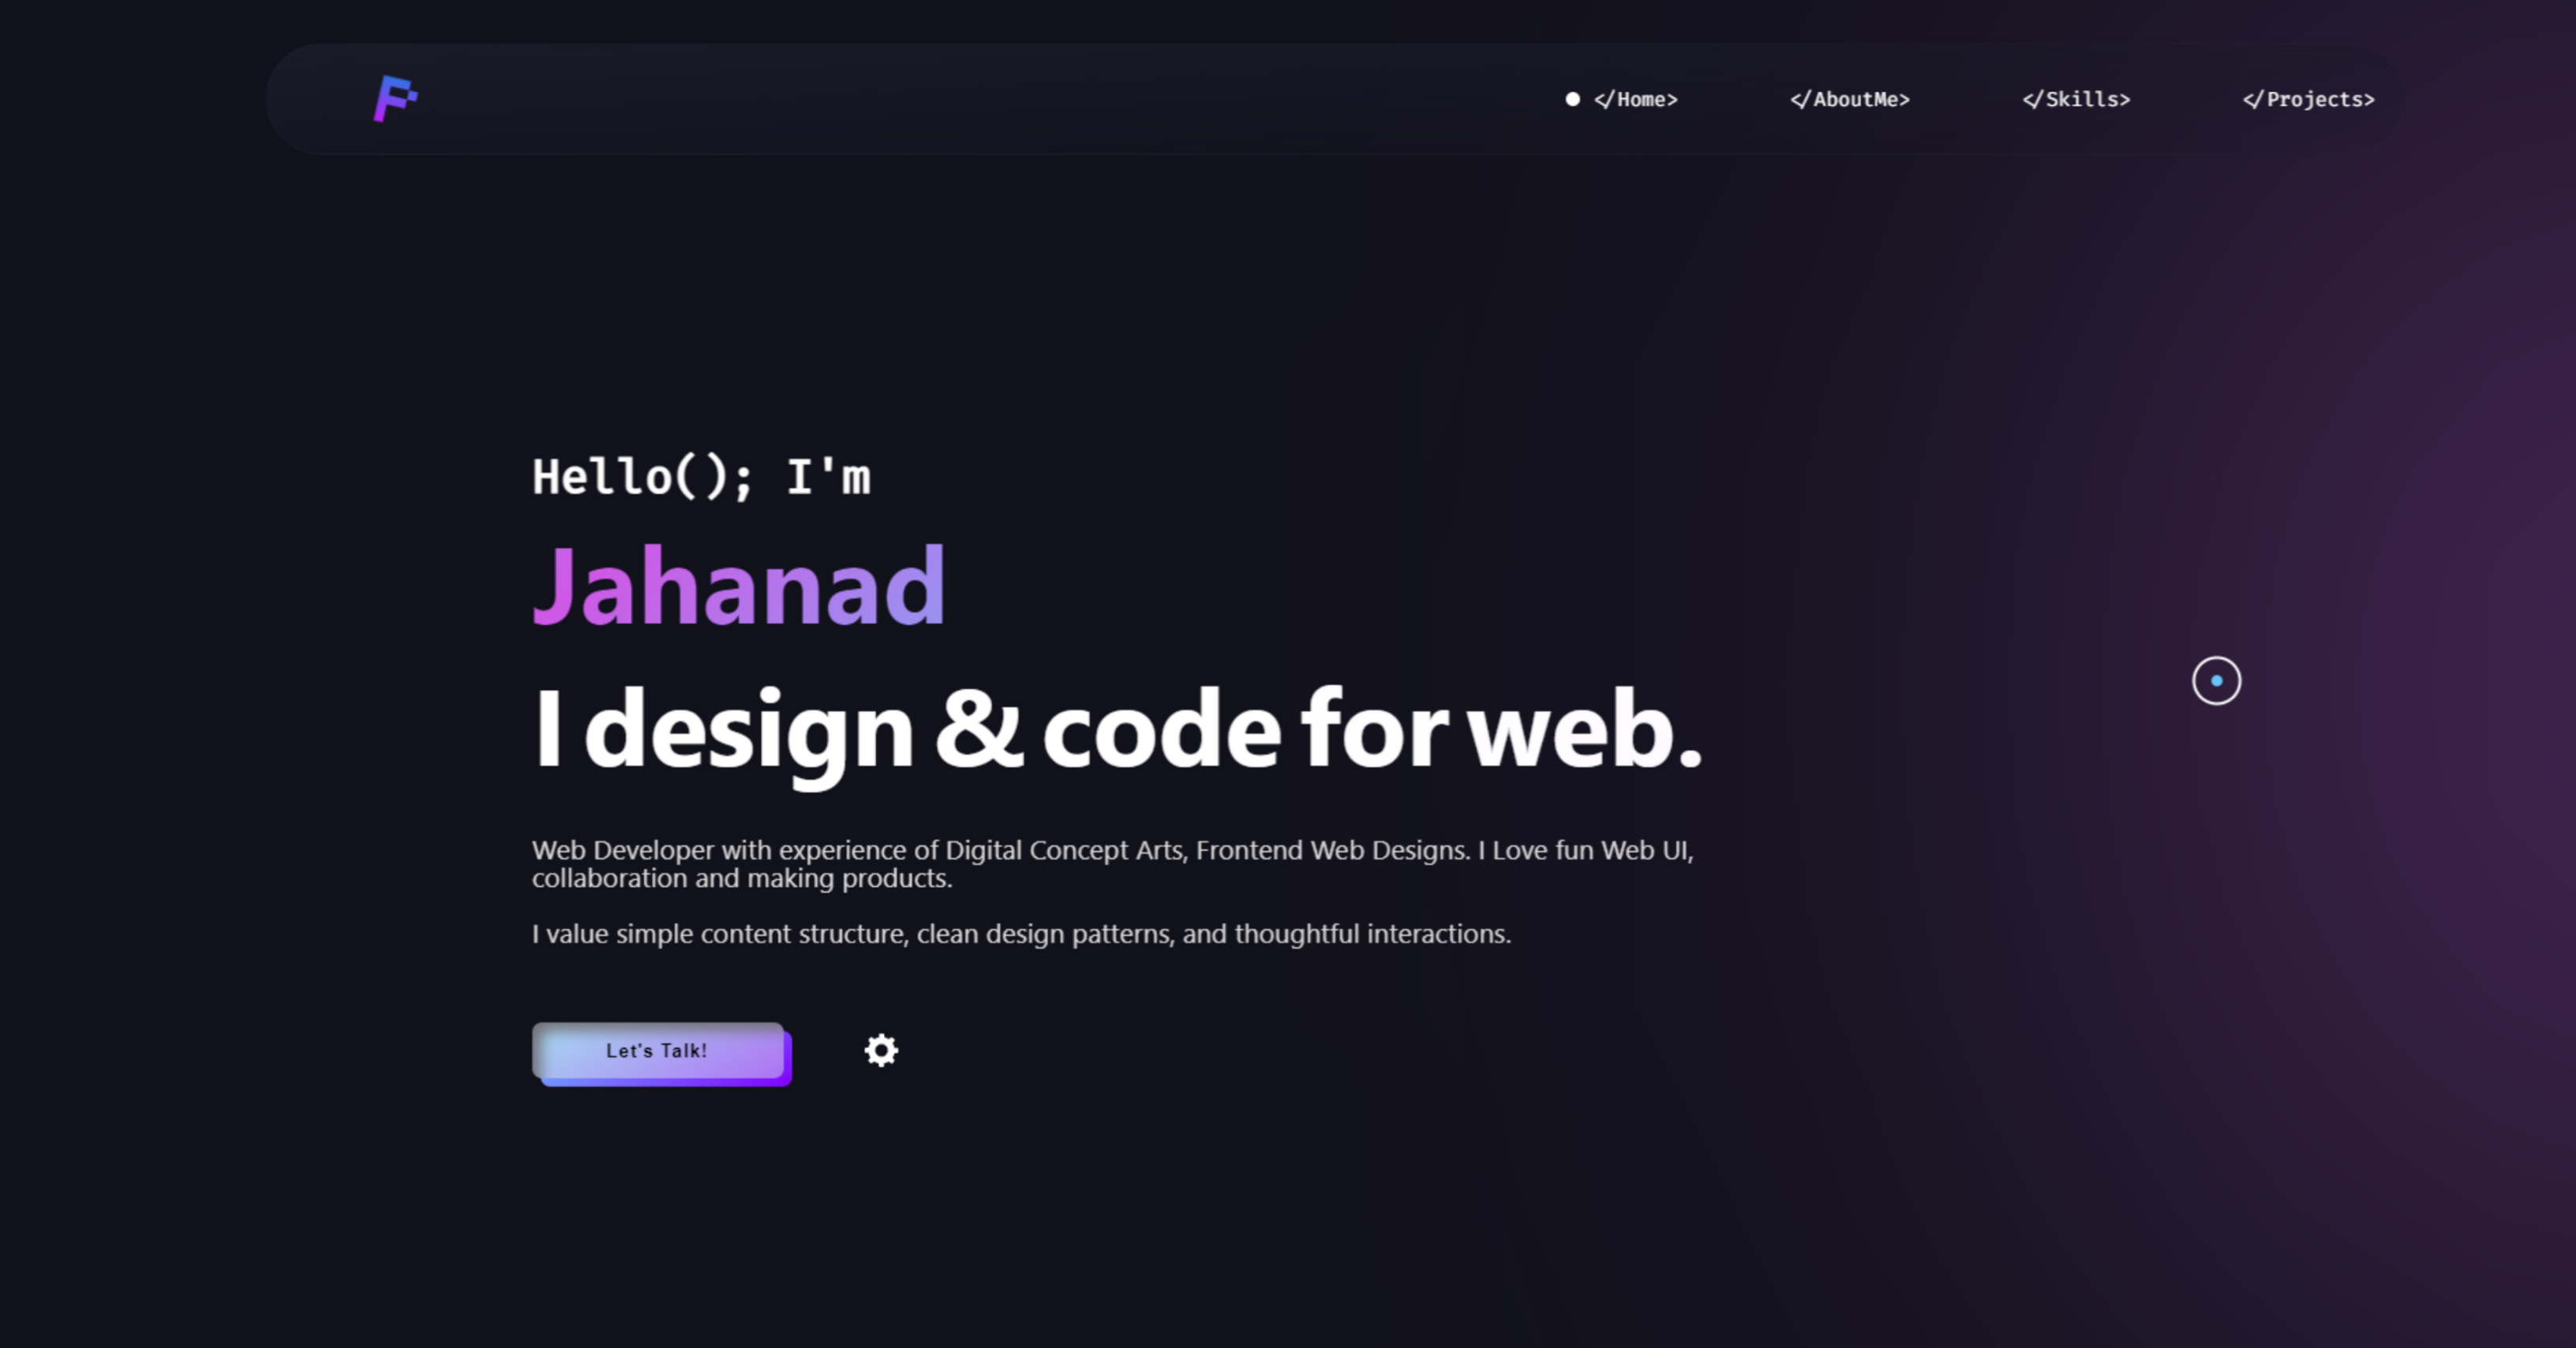 F
</Home>
</AboutMe>
</Skills>
</Projects>
Hello(); I'm
Jahanad
I design & code for web.
Web Developer with experience of Digital Concept Arts, Frontend Web Designs. I Love fun Web UI,
collaboration and making products.
I value simple content structure, clean design patterns, and thoughtful interactions.
Let's Talk!